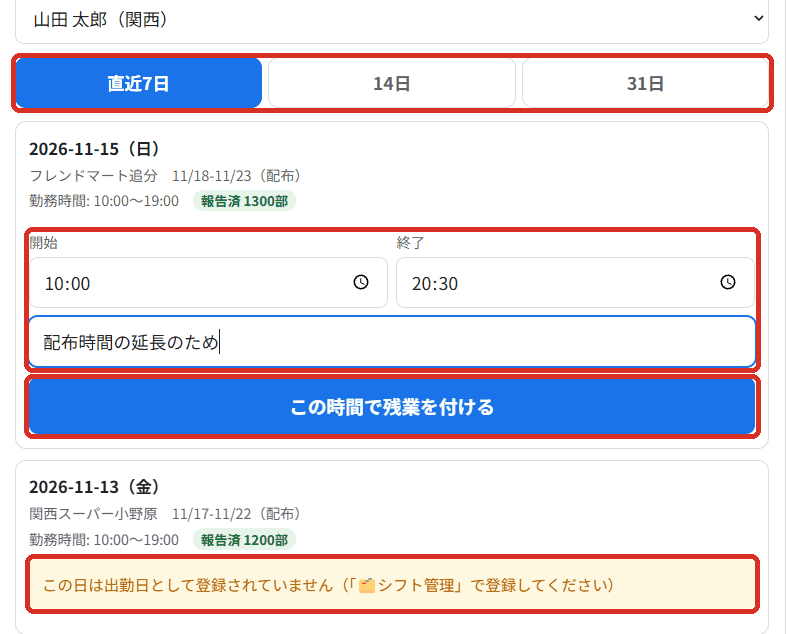 山田 太郎（関西）
直近7日 14日 31日
2026-11-15（日）
フレンドマート追分　11/18-11/23（配布）
勤務時間: 10:00～19:00 報告済 1300部
開始 終了
10:00 20:30
配布時間の延長のため
この時間で残業を付ける
2026-11-13（金）
関西スーパー小野原　11/17-11/22（配布）
勤務時間: 10:00～19:00 報告済 1200部
この日は出勤日として登録されていません（「🗂️シフト管理」で登録してください）